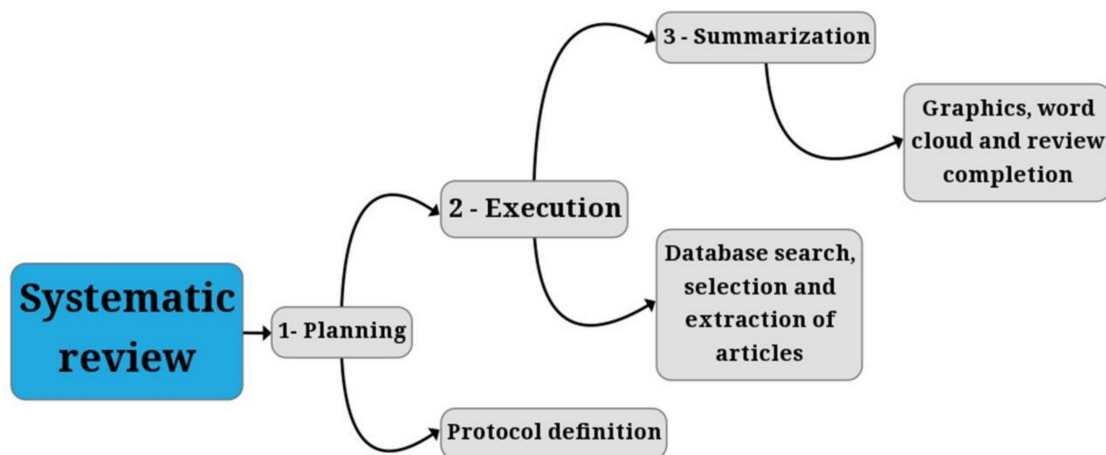 Systematic
review
1- Planning
Protocol definition
2 - Execution
Database search,
selection and
extraction of
articles
3 - Summarization
Graphics, word
cloud and review
completion